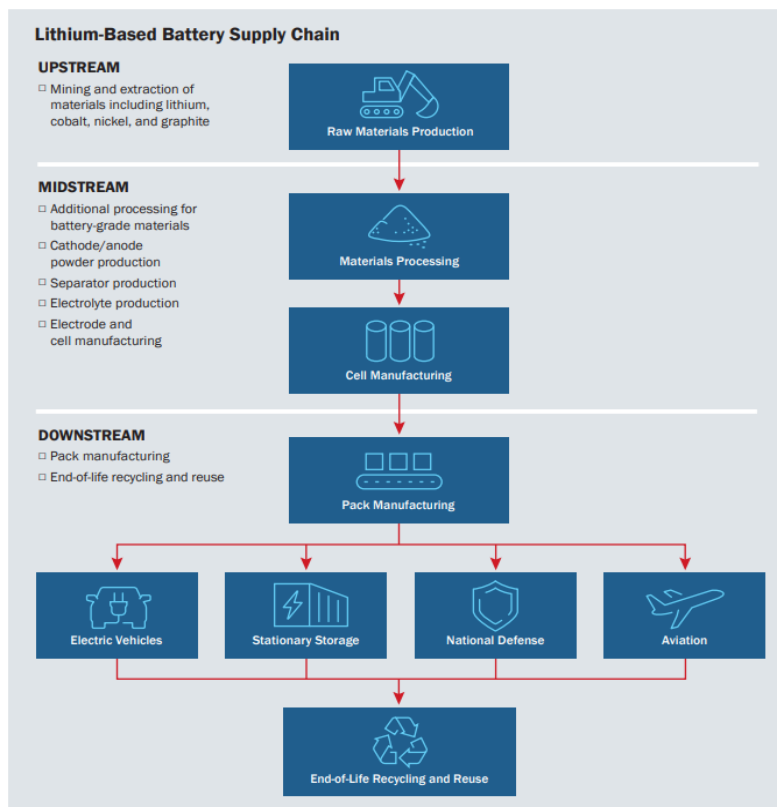 Lithium-Based Battery Supply Chain
UPSTREAM
Mining and extraction of
materials including lithium,
cobalt, nickel, and graphite
Raw Materials Production
MIDSTREAM
Additional processing for
battery-grade materials
Cathode/anode
powder production
Separator production
Electrolyte production
Electrode and
cell manufacturing
Materials Processing
Cell Manufacturing
DOWNSTREAM
Pack manufacturing
End-of-life recycling and reuse
Pack Manufacturing
Electric Vehicles
Stationary Storage
National Defense
Aviation
End-of-Life Recycling and Reuse